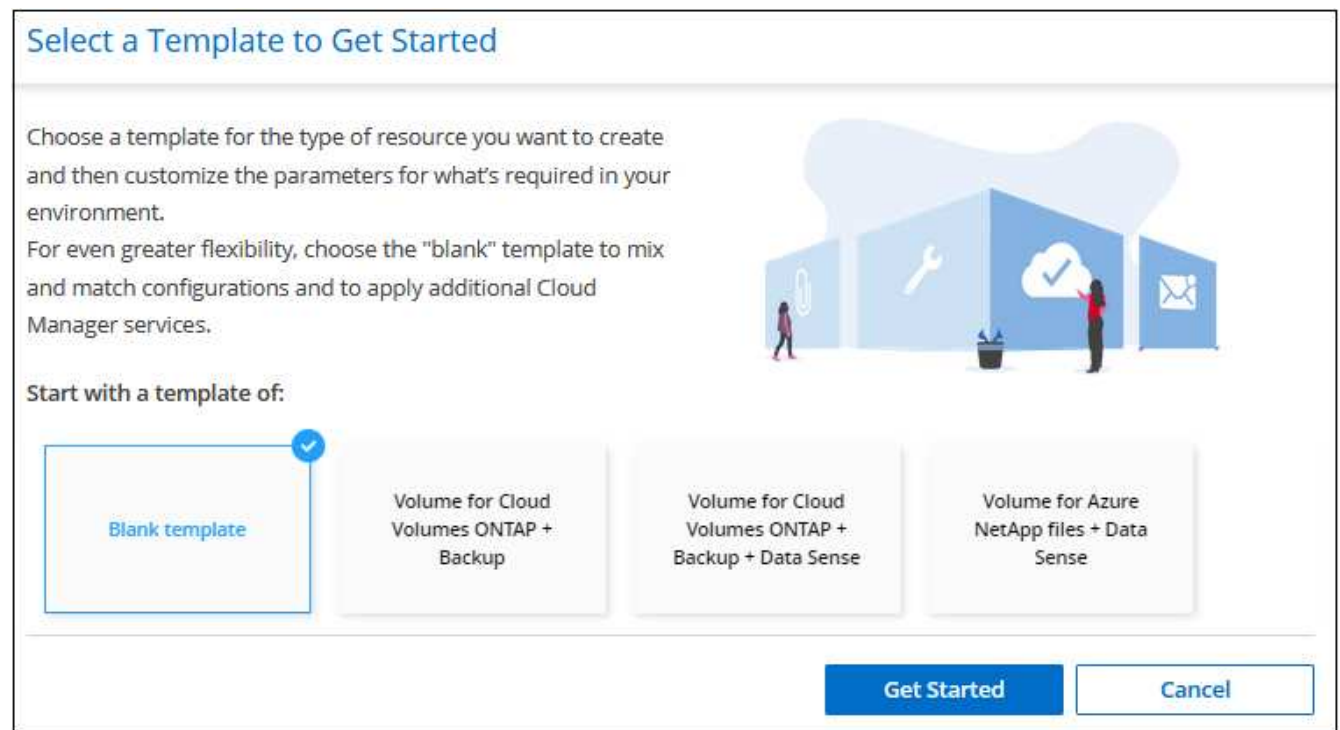 Select a Template to Get Started
Choose a template for the type of resource you want to create
and then customize the parameters for what's required in your
environment.
For even greater flexibility, choose the "blank" template to mix
and match configurations and to apply additional Cloud
Manager services.
Start with a template of:
Blank template
Volume for Cloud
Volumes ONTAP +
Backup
Volume for Cloud
Volumes ONTAP +
Backup + Data Sense
Volume for Azure
NetApp files + Data
Sense
Get Started
Cancel